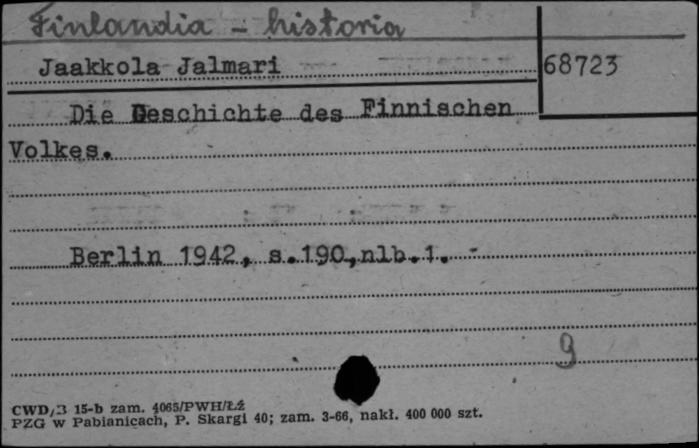 Finlandia - historia
Jaakkola Jalmari
68723
Die Geschichte des Finnischen
Volkes.
Berlin 1942, s.190,nlb.1.
9
CWD/3 15-b zam. 4065/PWH/Łź
PZG w Pabianicach, P. Skargi 40; zam. 3-66, nakł. 400 000 szt.